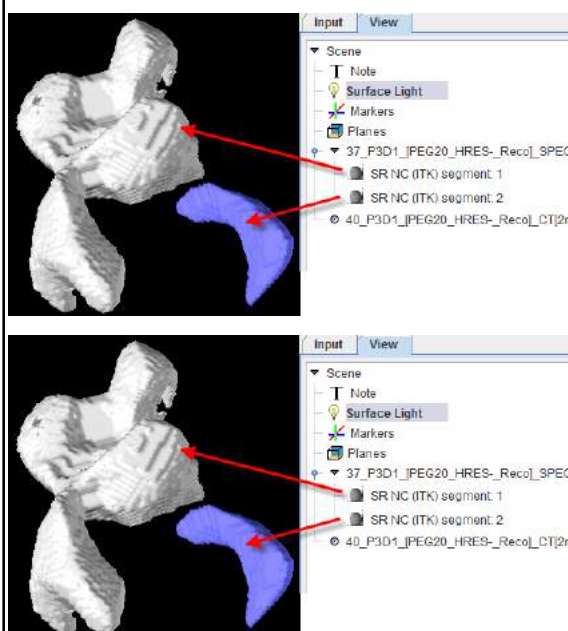 Input View
Scene
Note
Surface Light
Markers
Planes
37_P3D1_[PEG20_HRES-_Reco]_SPEC
SR NC (ITK) segment: 1
SR NC (ITK) segment: 2
40_P3D1_[PEG20_HRES-_Reco]_CT|2n
Input View
Scene
Note
Surface Light
Markers
Planes
37_P3D1_[PEG20_HRES-_Reco]_SPEC
SR NC (ITK) segment: 1
SR NC (ITK) segment: 2
40_P3D1_[PEG20_HRES-_Reco]_CT|2n